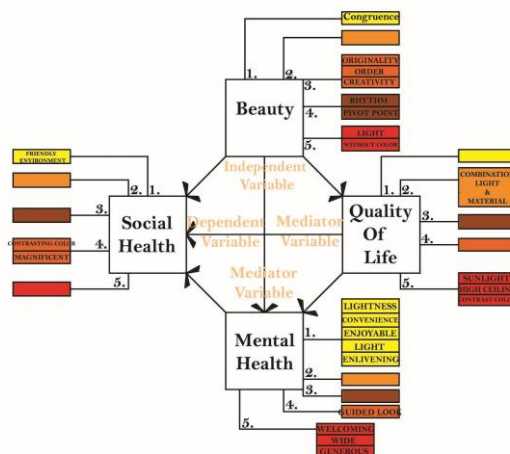 Congruence
1.
2.
ORIGINALITY
ORDER
CREATIVITY
3.
Beauty
4.
RHYTHM
PIVOT POINT
5.
LIGHT
WITHOUT COLOR
FRIENDLY
ENVIRONMENT
2.
1.
3.
Social
Health
4.
CONTRASTING COLOR
MAGNIFICENT
5.
Independent
Variable
Dependent
Variable
Mediator
Variable
Mediator
Variable
1.
2.
COMBINATION
LIGHT
&
MATERIAL
Quality
Of
Life
3.
4.
5.
SUNLIGHT
HIGH CEILING
CONTRAST COLOR
Mental
Health
1.
LIGHTNESS
CONVENIENCE
ENJOYABLE
LIGHT
ENLIVENING
2.
3.
4.
GUIDED LOOK
5.
WELCOMING
WIDE
GENEROUS